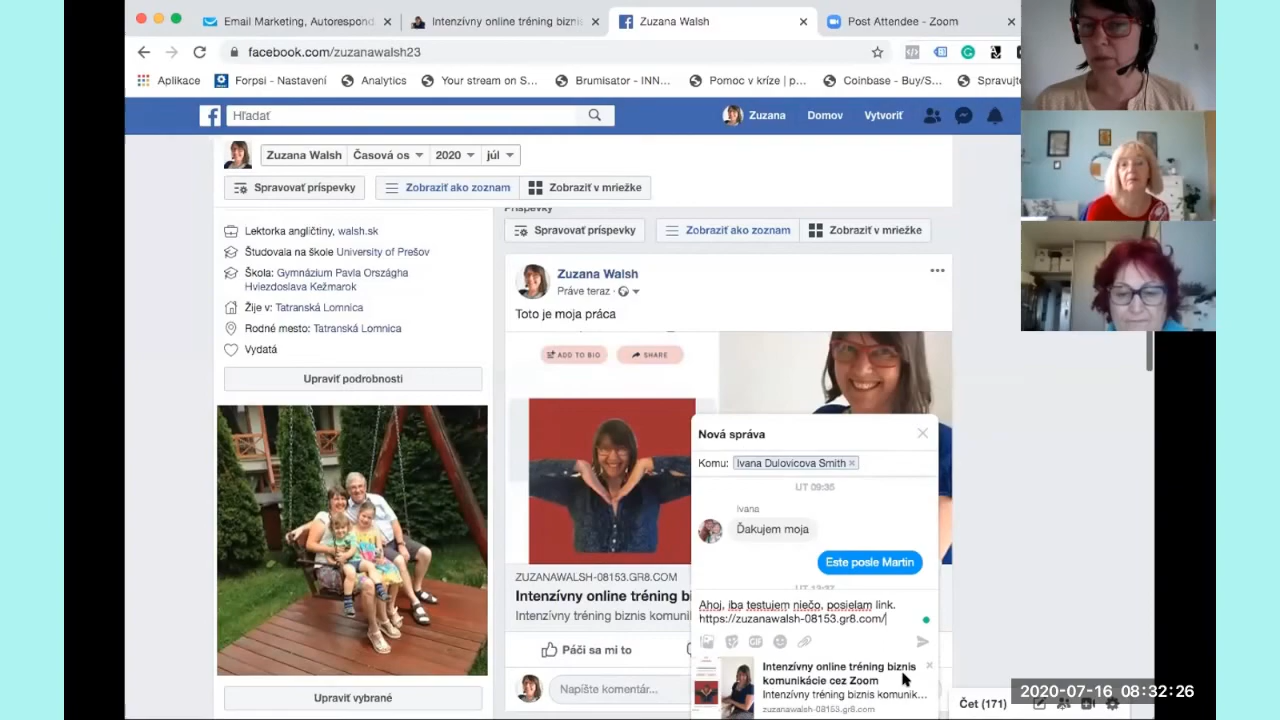 Email Marketing, Autorespond
Intenzívny online tréning biznis
Zuzana Walsh
Post Attendee - Zoom
facebook.com/zuzanawalsh23
Aplikácie
Forpsi - Nastavení
Analytics
Your stream on S...
Brumisator - INN...
Pomoc v kríze | p...
Coinbase - Buy/S...
Spravujte
Hľadať
Zuzana
Domov
Vytvoriť
Zuzana Walsh
Časová os
2020
júl
Spravovať príspevky
Zobraziť ako zoznam
Zobraziť v mriežke
Príspevky
Spravovať príspevky
Zobraziť ako zoznam
Zobraziť v mriežke
Lektorka angličtiny, walsh.sk
Študovala na škole University of Prešov
Škola: Gymnázium Pavla Országha
Hviezdoslava Kežmarok
Žije v: Tatranská Lomnica
Rodné mesto: Tatranská Lomnica
Vydatá
Upraviť podrobnosti
Upraviť vybrané
Zuzana Walsh
Práve teraz
Toto je moja práca
ADD TO BIO
SHARE
ZUZANAWALSH-08153.GR8.COM
Intenzívny online tréning b
Intenzívny tréning biznis komuni
Páči sa mi to
Napíšte komentár...
Nová správa
Komu: Ivana Dulovicova Smith
UT 09:35
Ivana
Ďakujem moja
Este posle Martin
Ahoj, iba testujem niečo, posielam link.
https://zuzanawalsh-08153.gr8.com/
Intenzívny online tréning biznis
komunikácie cez Zoom
Intenzívny tréning biznis komunik...
zuzanawalsh-08153.gr8.com
Čet (171)
2020-07-16 08:32:26